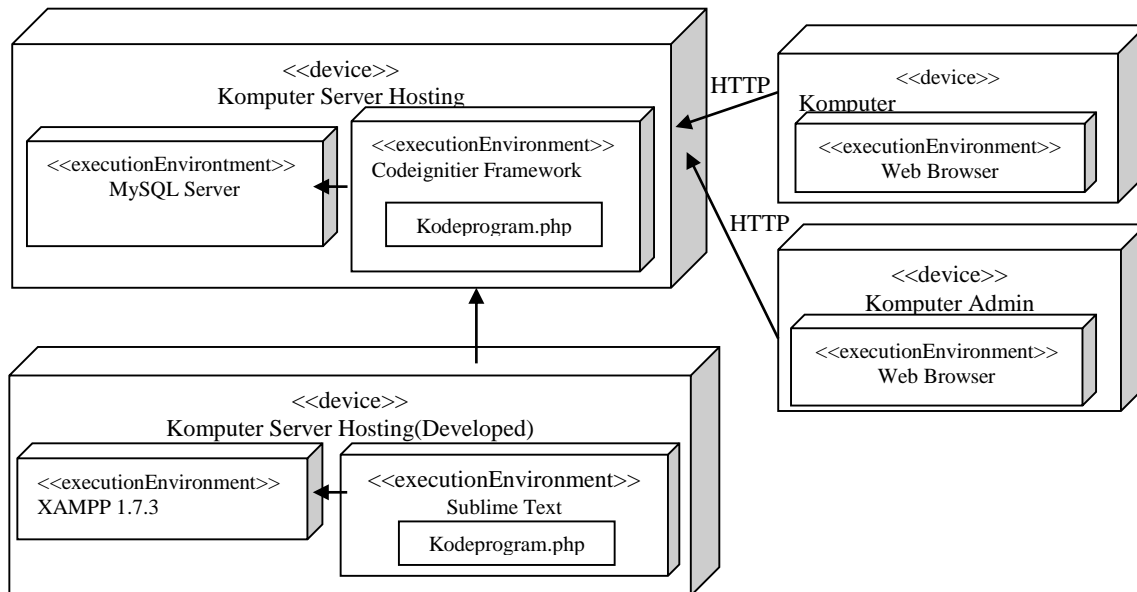 <<device>>
Komputer Server Hosting
<<executionEnvirontment>>
MySQL Server
<<executionEnvironment>>
Codeignitier Framework
Kodeprogram.php
HTTP
<<device>>
Komputer
<<executionEnvironment>>
Web Browser
HTTP
<<device>>
Komputer Admin
<<executionEnvironment>>
Web Browser
<<device>>
Komputer Server Hosting(Developed)
<<executionEnvironment>>
XAMPP 1.7.3
<<executionEnvironment>>
Sublime Text
Kodeprogram.php